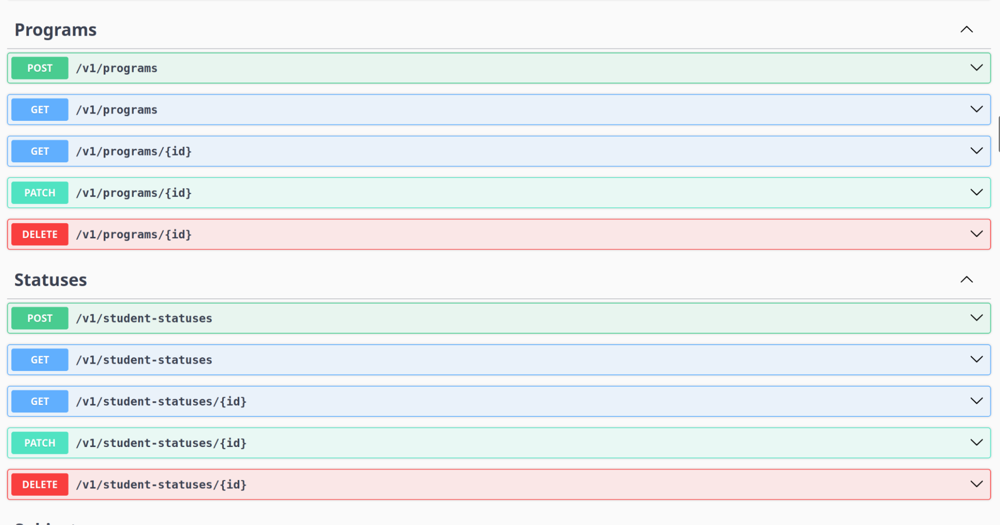 Programs
POST /v1/programs
GET /v1/programs
GET /v1/programs/{id}
PATCH /v1/programs/{id}
DELETE /v1/programs/{id}
Statuses
POST /v1/student-statuses
GET /v1/student-statuses
GET /v1/student-statuses/{id}
PATCH /v1/student-statuses/{id}
DELETE /v1/student-statuses/{id}